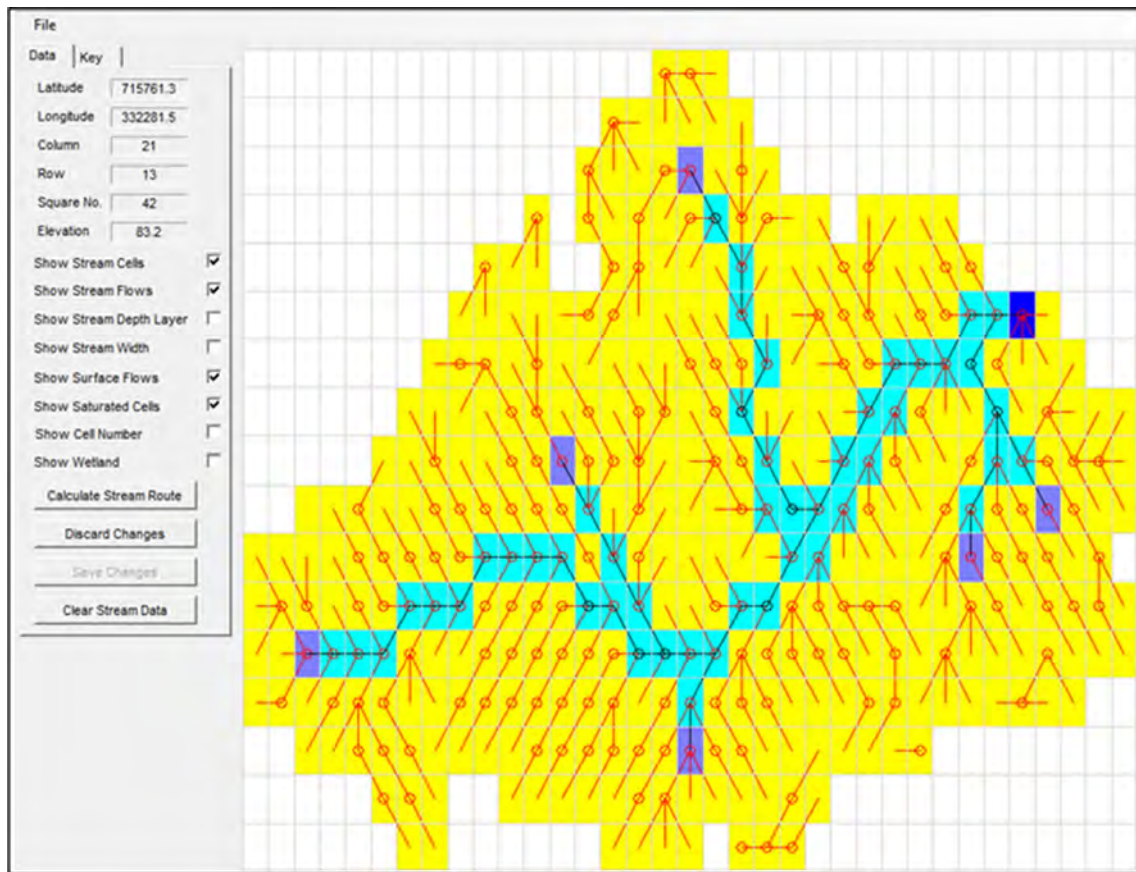 File
Data Key
Latitude 715761.3
Longitude 332281.5
Column 21
Row 13
Square No. 42
Elevation 83.2
Show Stream Cells
Show Stream Flows
Show Stream Depth Layer
Show Stream Width
Show Surface Flows
Show Saturated Cells
Show Cell Number
Show Wetland
Calculate Stream Route
Discard Changes
Save Changes
Clear Stream Data